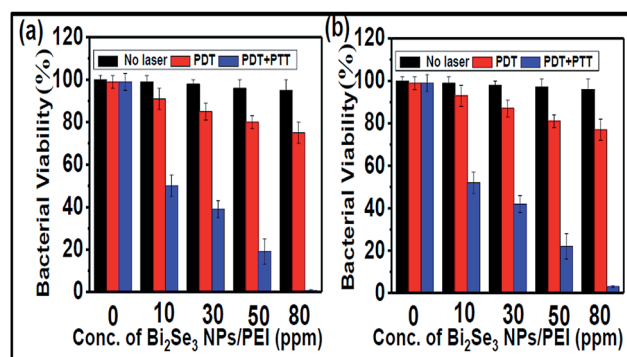 (a)
120
100
80
60
40
20
0
Bacterial Viability(%)
No laser PDT PDT+PTT
0 10 30 50 80
Conc. of Bi₂Se₃ NPs/PEI (ppm)
(b)
120
100
80
60
40
20
0
Bacterial Viability(%)
No laser PDT PDT+PTT
0 10 30 50 80
Conc. of Bi₂Se₃ NPs/PEI (ppm)